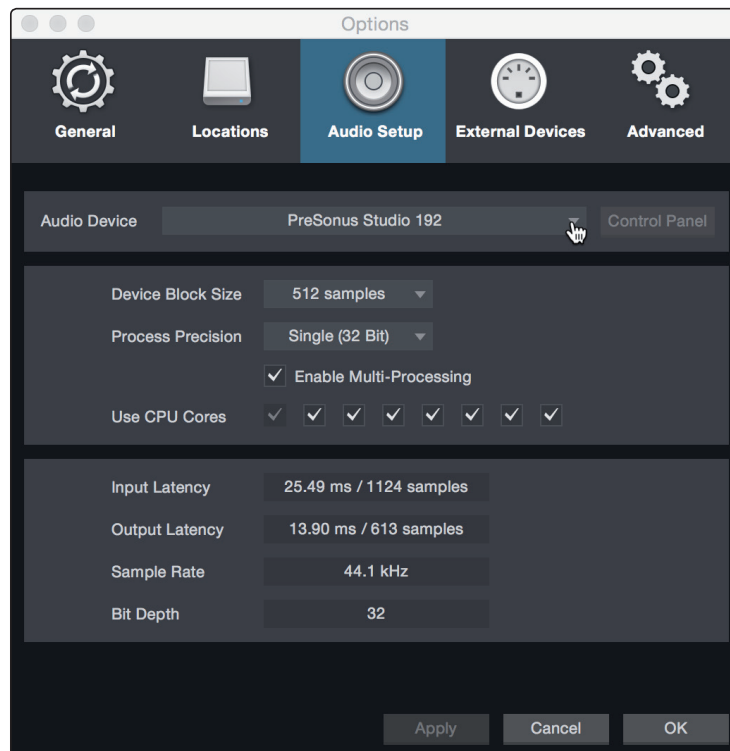 Options
General Locations Audio Setup External Devices Advanced
Audio Device PreSonus Studio 192 Control Panel
Device Block Size 512 samples
Process Precision Single (32 Bit)
Enable Multi-Processing
Use CPU Cores
Input Latency 25.49 ms / 1124 samples
Output Latency 13.90 ms / 613 samples
Sample Rate 44.1 kHz
Bit Depth 32
Apply Cancel OK